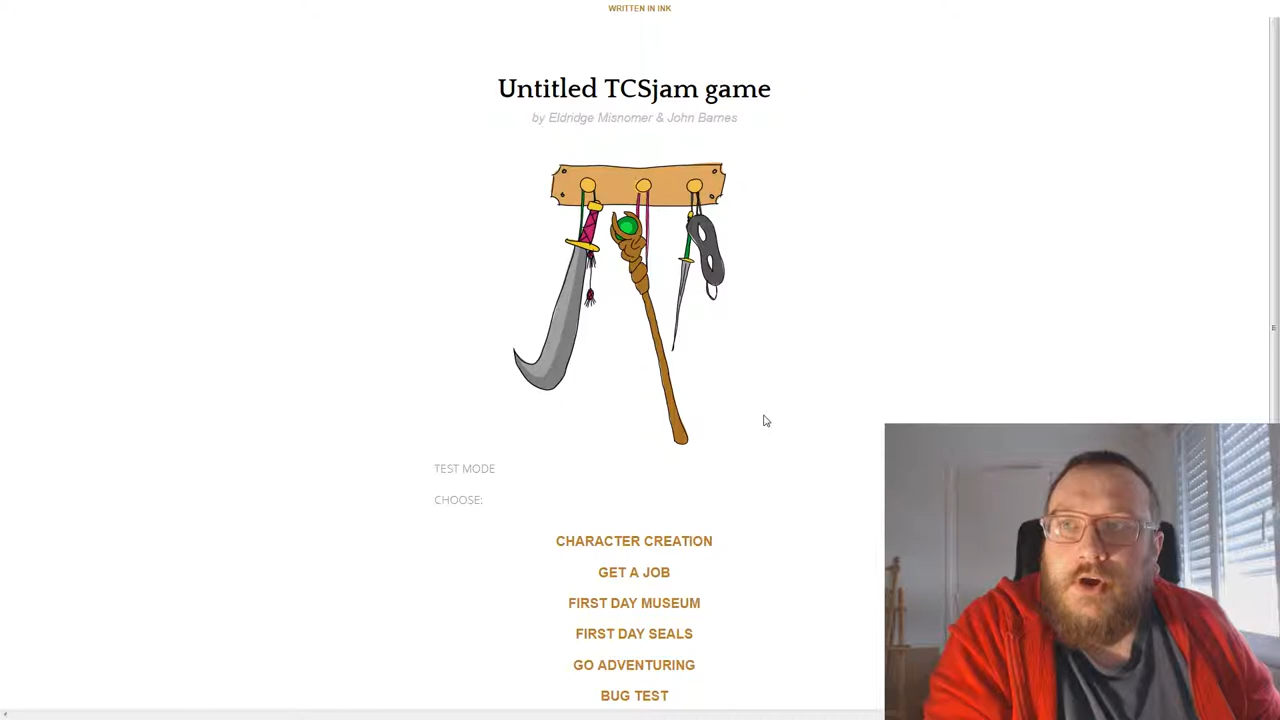 WRITTEN IN INK
Untitled TCSjam game
by Eldridge Misnomer & John Barnes
TEST MODE
CHOOSE:
CHARACTER CREATION
GET A JOB
FIRST DAY MUSEUM
FIRST DAY SEALS
GO ADVENTURING
BUG TEST